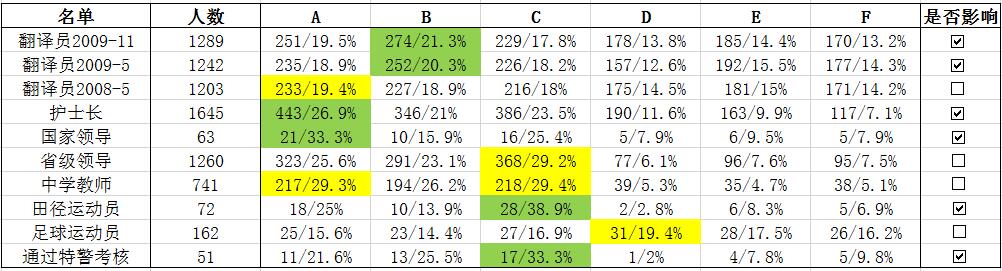 名单 人数 A B C D E F 是否影响
翻译员2009-11 1289 251/19.5% 274/21.3% 229/17.8% 178/13.8% 185/14.4% 170/13.2%
翻译员2009-5 1242 235/18.9% 252/20.3% 226/18.2% 157/12.6% 192/15.5% 177/14.3%
翻译员2008-5 1203 233/19.4% 227/18.9% 216/18% 175/14.5% 181/15% 171/14.2%
护士长 1645 443/26.9% 346/21% 386/23.5% 190/11.6% 163/9.9% 117/7.1%
国家领导 63 21/33.3% 10/15.9% 16/25.4% 5/7.9% 6/9.5% 5/7.9%
省级领导 1260 323/25.6% 291/23.1% 368/29.2% 77/6.1% 96/7.6% 95/7.5%
中学教师 741 217/29.3% 194/26.2% 218/29.4% 39/5.3% 35/4.7% 38/5.1%
田径运动员 72 18/25% 10/13.9% 28/38.9% 2/2.8% 6/8.3% 5/6.9%
足球运动员 162 25/15.6% 23/14.4% 27/16.9% 31/19.4% 28/17.5% 26/16.2%
通过特警考核 51 11/21.6% 13/25.5% 17/33.3% 1/2% 4/7.8% 5/9.8%